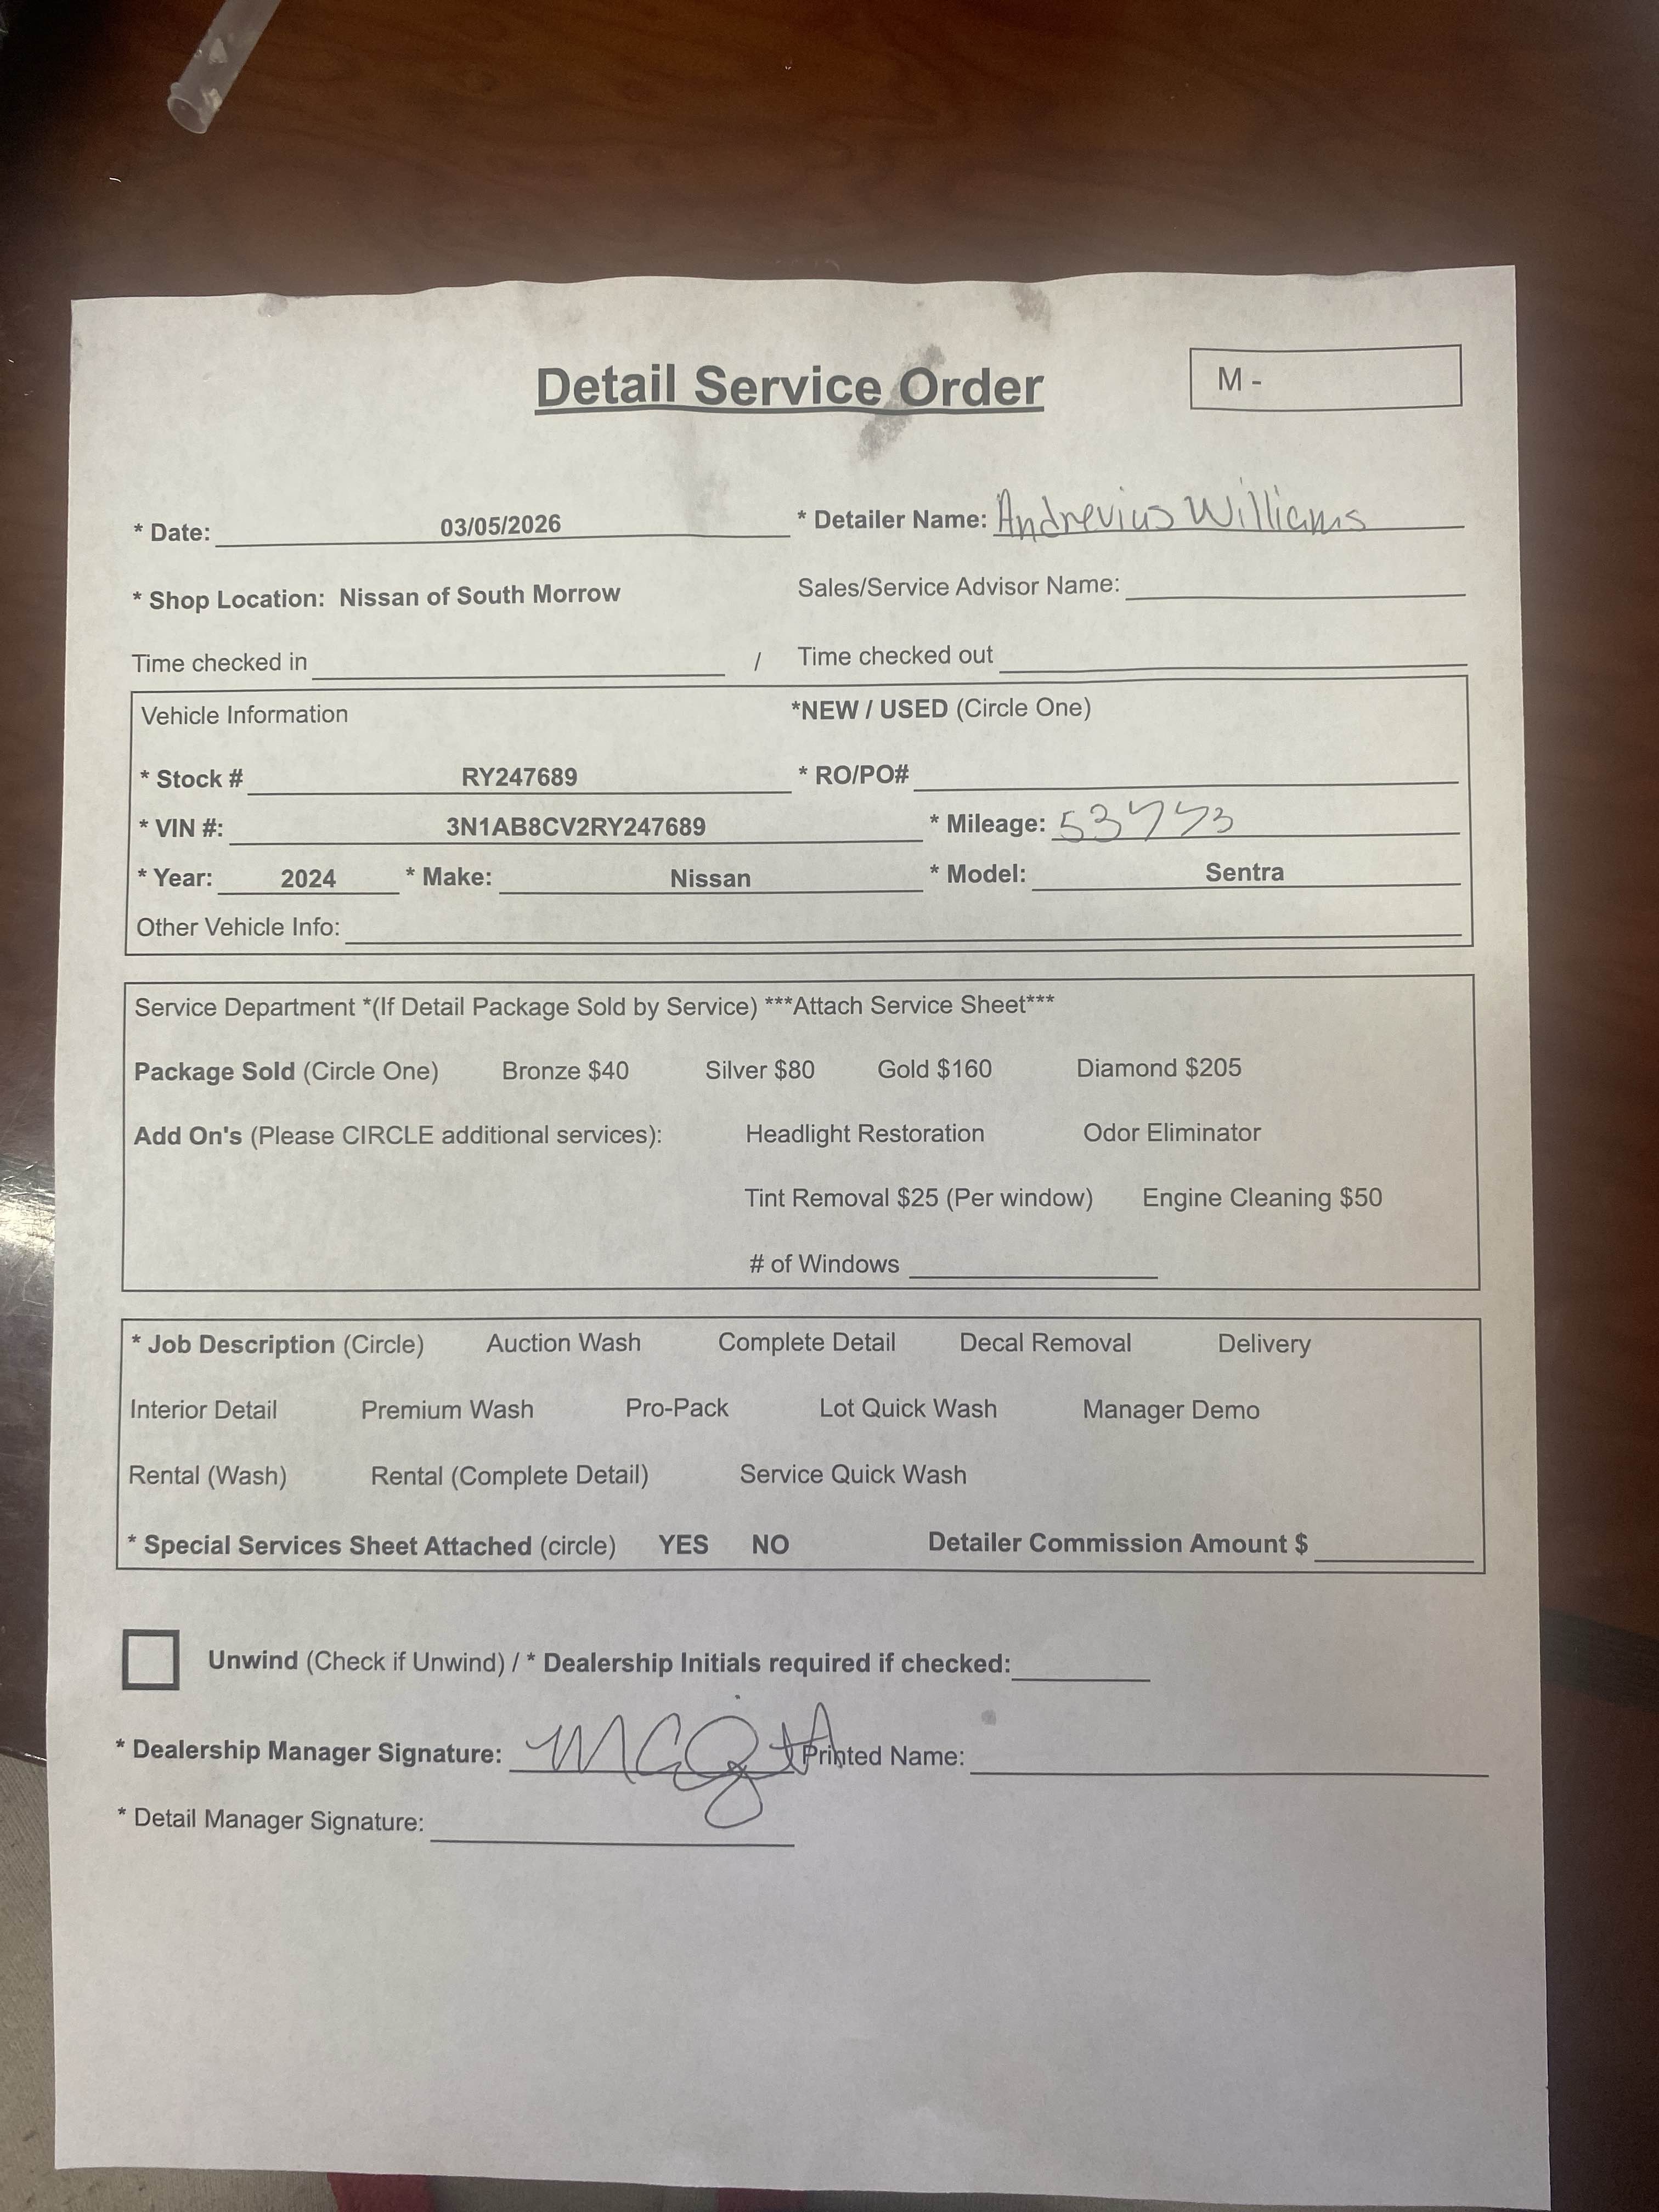 Detail Service Order
M -
* Date: 03/05/2026 * Detailer Name: Andrevius Williams
* Shop Location: Nissan of South Morrow Sales/Service Advisor Name:
Time checked in / Time checked out
Vehicle Information *NEW / USED (Circle One)
* Stock # RY247689 * RO/PO#
* VIN #: 3N1AB8CV2RY247689 * Mileage:
* Year: 2024 * Make: Nissan * Model: Sentra
Other Vehicle Info:
Service Department *(If Detail Package Sold by Service) ***Attach Service Sheet***
Package Sold (Circle One) Bronze $40 Silver $80 Gold $160 Diamond $205
Add On's (Please CIRCLE additional services): Headlight Restoration Odor Eliminator
Tint Removal $25 (Per window) Engine Cleaning $50
# of Windows
* Job Description (Circle) Auction Wash Complete Detail Decal Removal Delivery
Interior Detail Premium Wash Pro-Pack Lot Quick Wash Manager Demo
Rental (Wash) Rental (Complete Detail) Service Quick Wash
* Special Services Sheet Attached (circle) YES NO Detailer Commission Amount $
Unwind (Check if Unwind) / * Dealership Initials required if checked:
* Dealership Manager Signature: Printed Name:
* Detail Manager Signature: